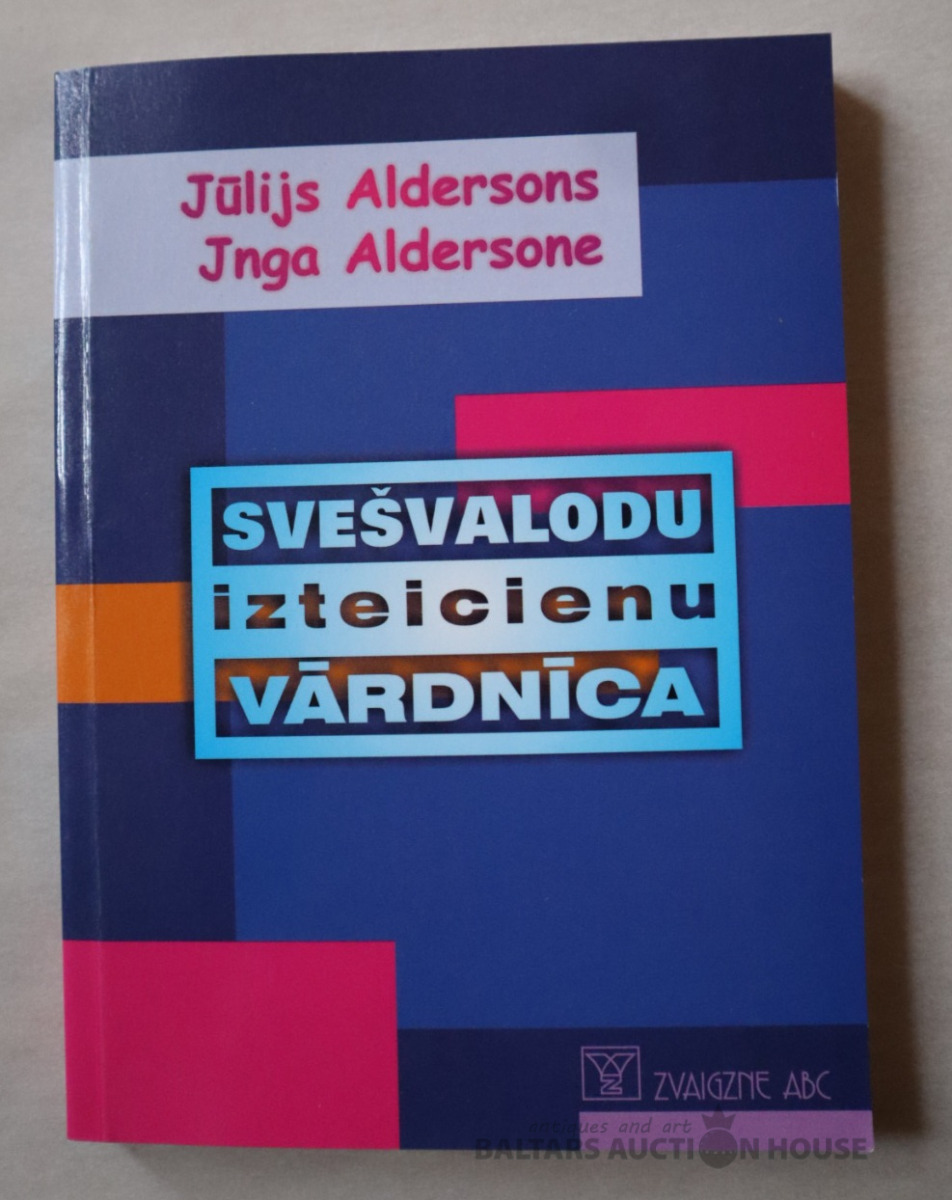 Jūlijs Aldersons
Jnga Aldersone
SVEŠVALODU
izteicienu
VĀRDNĪCA
ZVAIGZNE ABC
antiques and art
BALTARS AUCTION HOUSE